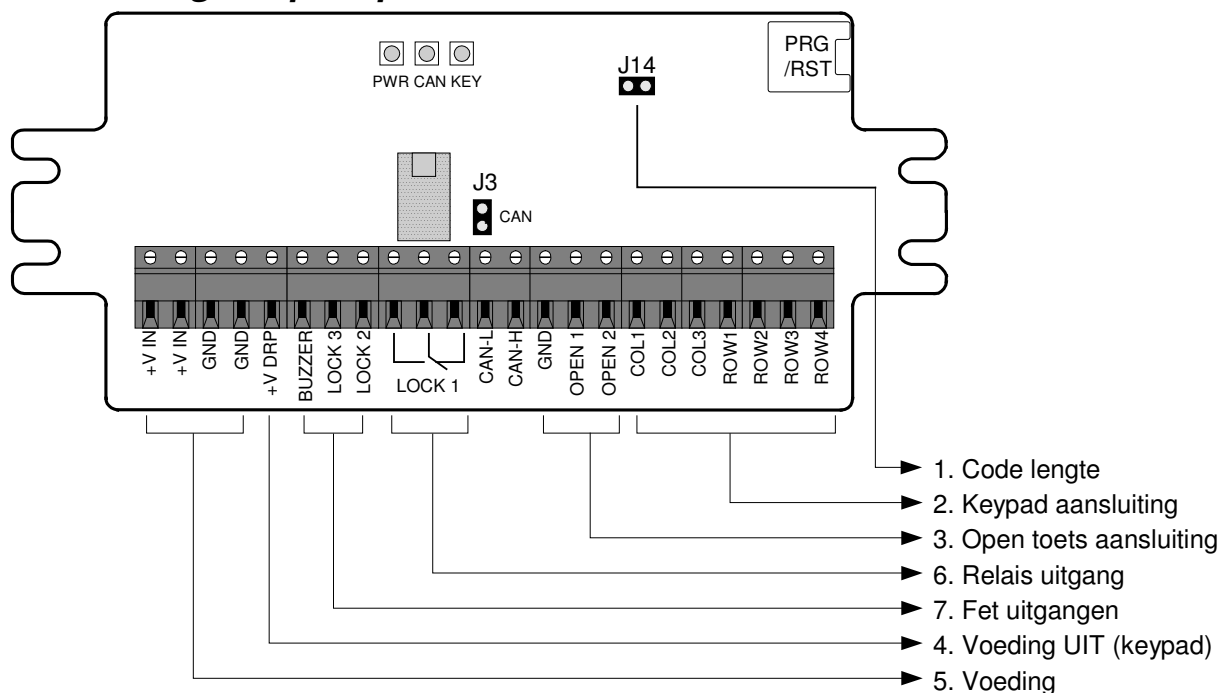 PRG
/RST
J14
PWR CAN KEY
J3
CAN
+V IN
+V IN
GND
GND
+V DRP
BUZZER
LOCK 3
LOCK 2
LOCK 1
CAN-L
CAN-H
GND
OPEN 1
OPEN 2
COL1
COL2
COL3
ROW1
ROW2
ROW3
ROW4
1. Code lengte
2. Keypad aansluiting
3. Open toets aansluiting
6. Relais uitgang
7. Fet uitgangen
4. Voeding UIT (keypad)
5. Voeding